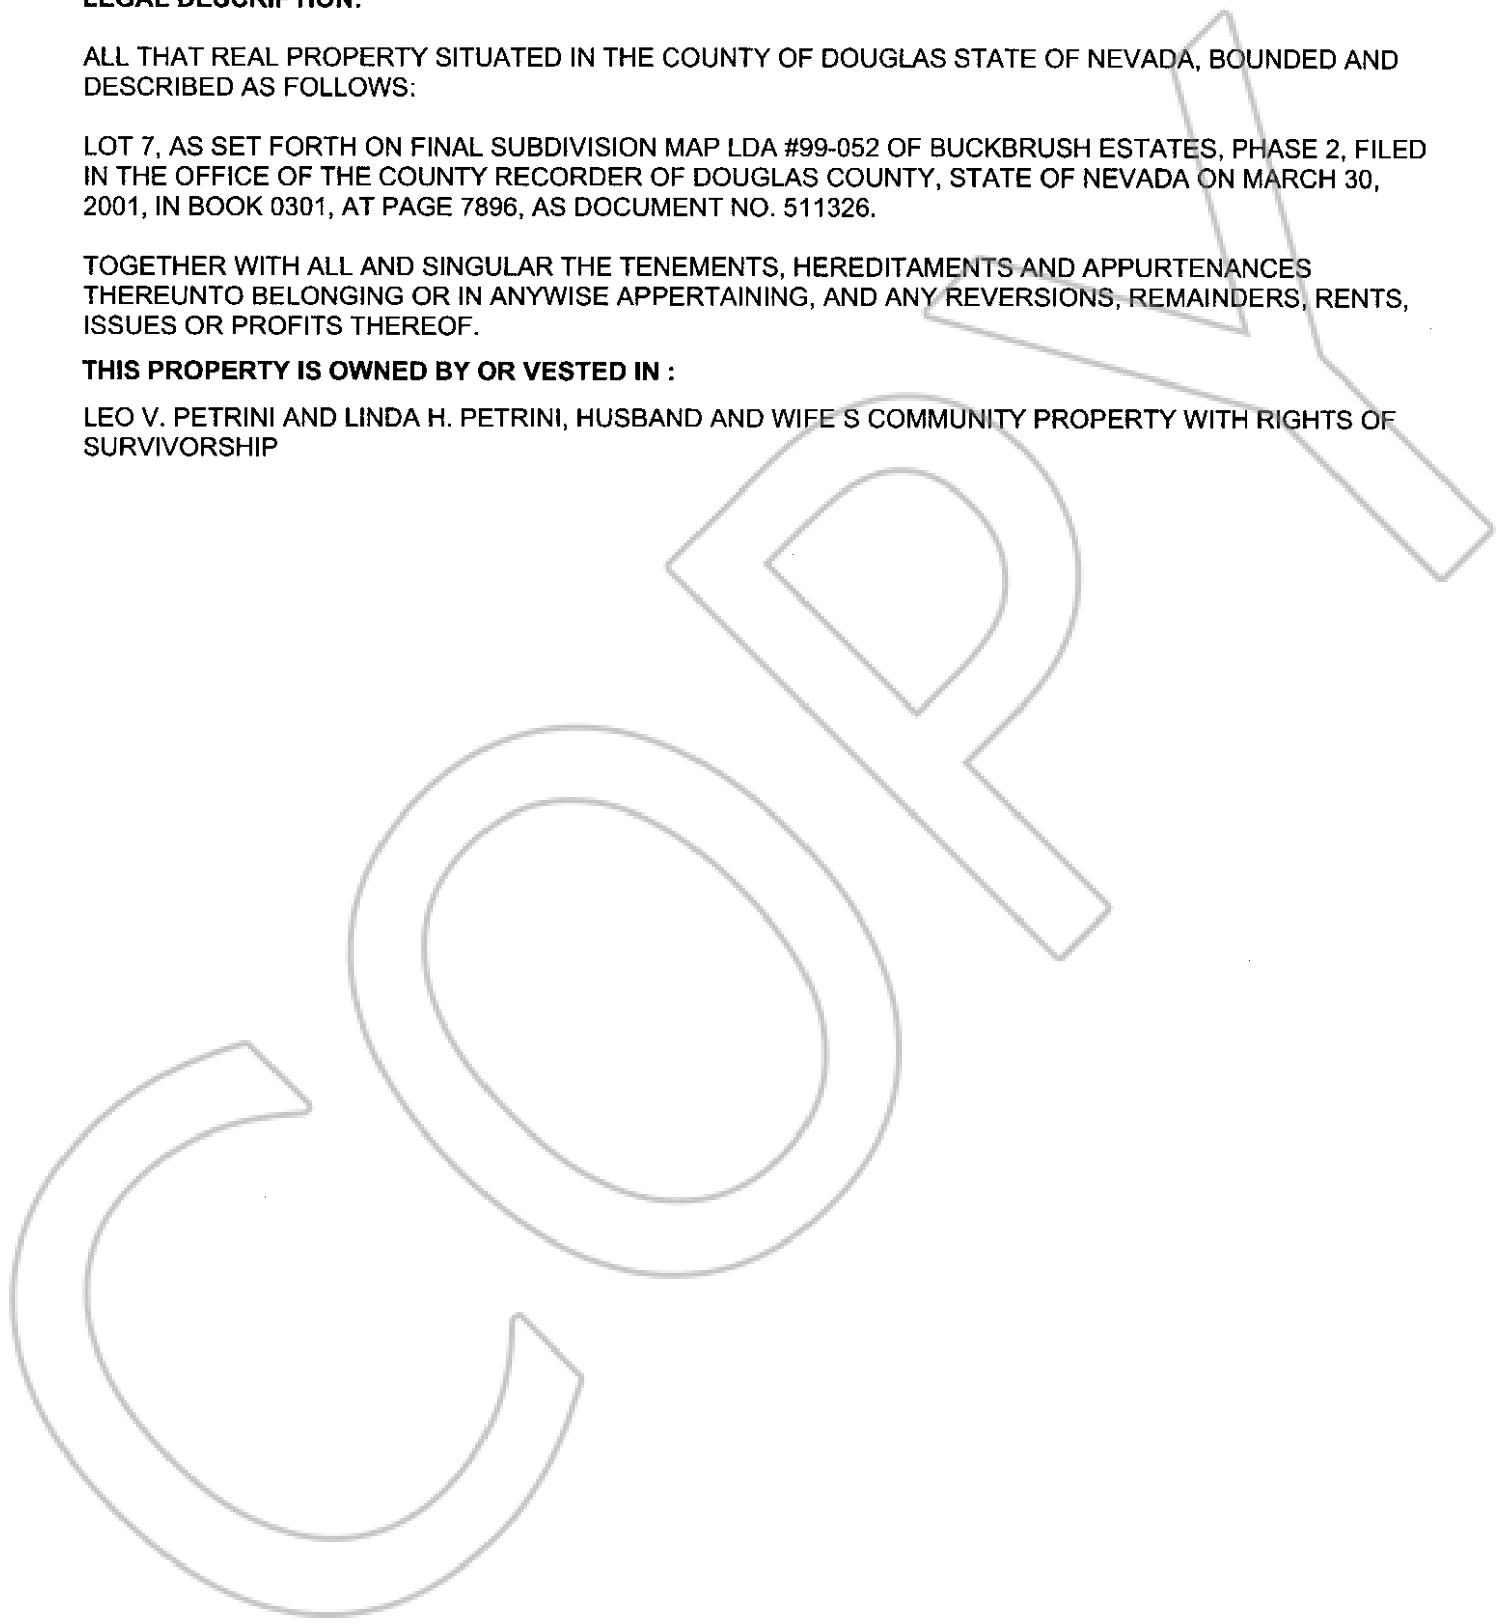 LEGAL DESCRIPTION:
ALL THAT REAL PROPERTY SITUATED IN THE COUNTY OF DOUGLAS STATE OF NEVADA, BOUNDED AND
DESCRIBED AS FOLLOWS:
LOT 7, AS SET FORTH ON FINAL SUBDIVISION MAP LDA #99-052 OF BUCKBRUSH ESTATES, PHASE 2, FILED
IN THE OFFICE OF THE COUNTY RECORDER OF DOUGLAS COUNTY, STATE OF NEVADA ON MARCH 30,
2001, IN BOOK 0301, AT PAGE 7896, AS DOCUMENT NO. 511326.
TOGETHER WITH ALL AND SINGULAR THE TENEMENTS, HEREDITAMENTS AND APPURTENANCES
THEREUNTO BELONGING OR IN ANYWISE APPERTAINING, AND ANY REVERSIONS, REMAINDERS, RENTS,
ISSUES OR PROFITS THEREOF.
THIS PROPERTY IS OWNED BY OR VESTED IN :
LEO V. PETRINI AND LINDA H. PETRINI, HUSBAND AND WIFE S COMMUNITY PROPERTY WITH RIGHTS OF
SURVIVORSHIP
COPY